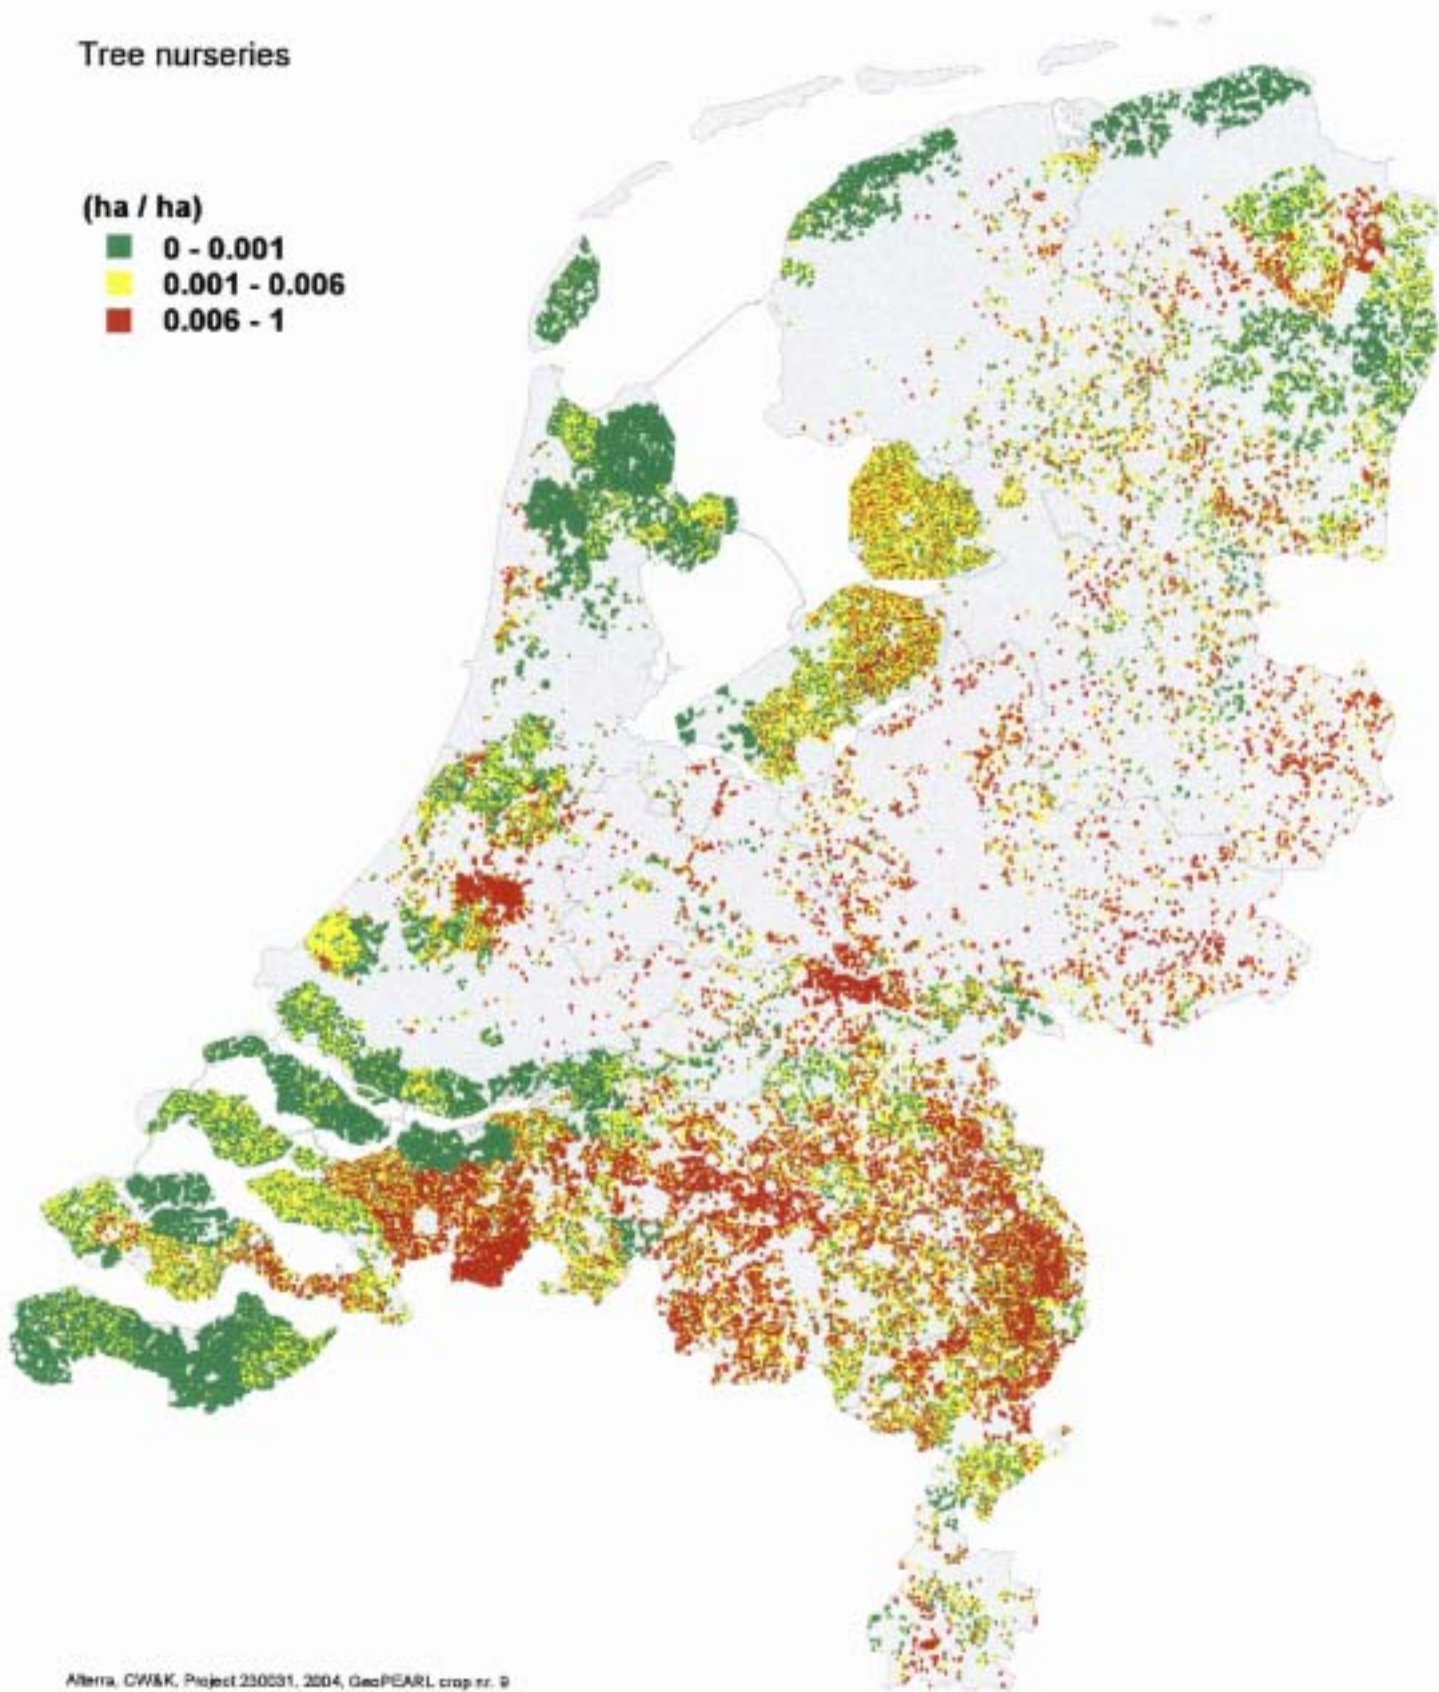 Tree nurseries
(ha / ha)
0 - 0.001
0.001 - 0.006
0.006 - 1
Alterra, CW&K, Project 230031, 2004, GeoPEARL crop nr. 9